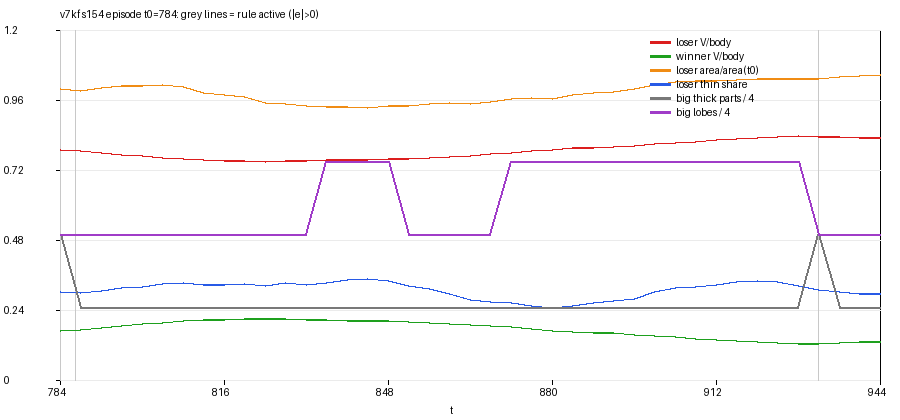 v7kf s154 episode t0=784: grey lines = rule active (|e|>0)
1.2
loser V/body
winner V/body
loser area/area(t0)
loser thin share
0.96
big thick parts / 4
big lobes / 4
0.72
0.48
0.24
0
784
816
848
880
912
944
t